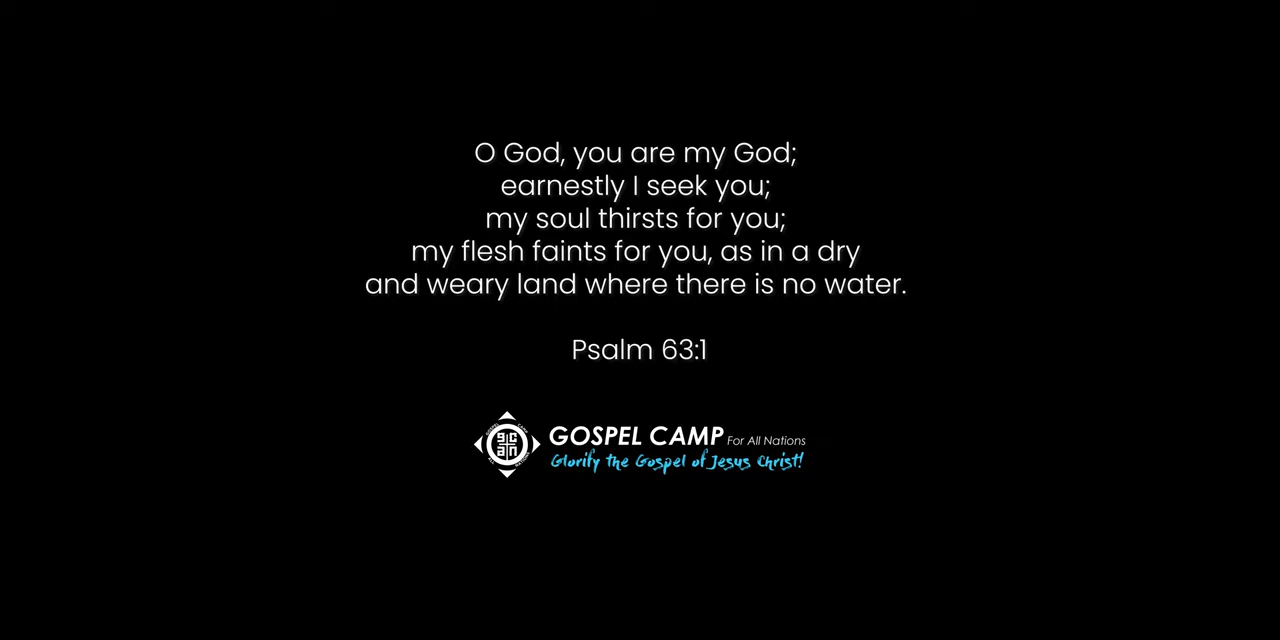 O God, you are my God;
earnestly I seek you;
my soul thirsts for you;
my flesh faints for you, as in a dry
and weary land where there is no water.
Psalm 63:1
gc
an
GOSPEL CAMP For All Nations
Glorify the Gospel of Jesus Christ!